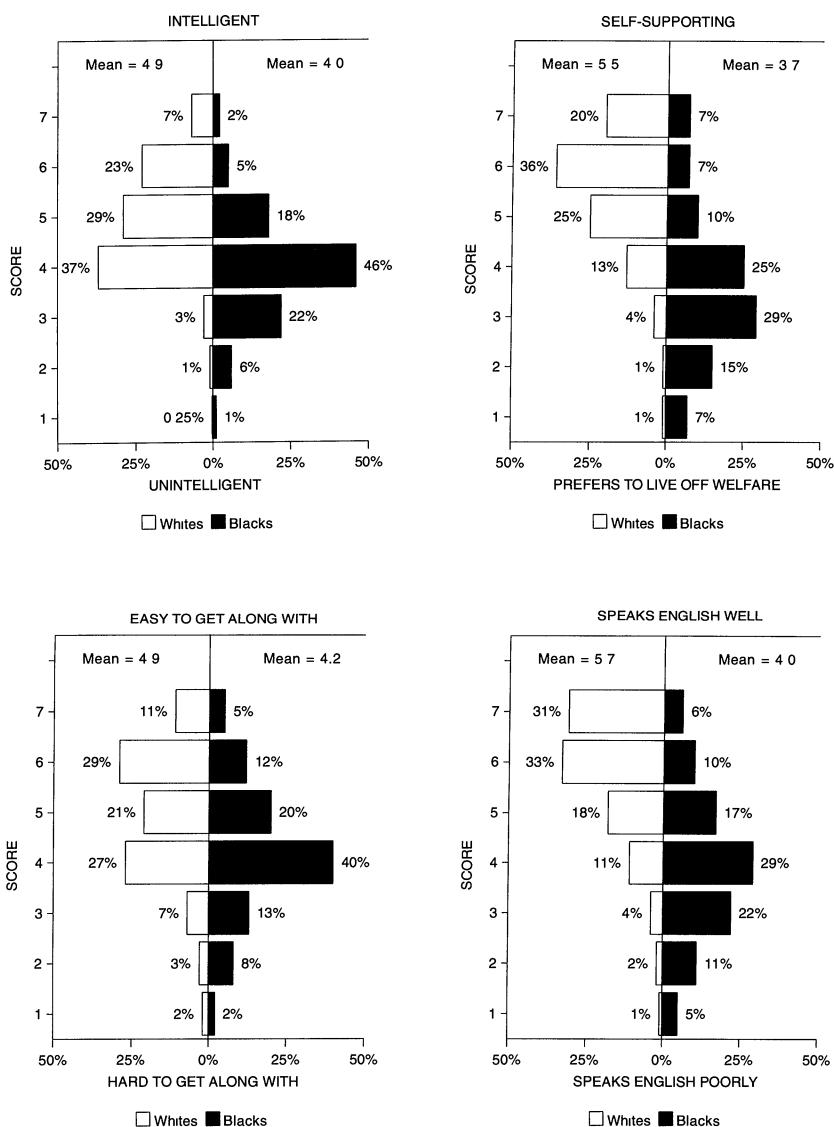 INTELLIGENT
Mean = 4 9 Mean = 4 0
7 7% 2%
6 23% 5%
5 29% 18%
4 37% 46%
3 3% 22%
2 1% 6%
1 0 25% 1%
SCORE
50% 25% 0% 25% 50%
UNINTELLIGENT
Whites Blacks
SELF-SUPPORTING
Mean = 5 5 Mean = 3 7
7 20% 7%
6 36% 7%
5 25% 10%
4 13% 25%
3 4% 29%
2 1% 15%
1 1% 7%
SCORE
50% 25% 0% 25% 50%
PREFERS TO LIVE OFF WELFARE
Whites Blacks
EASY TO GET ALONG WITH
Mean = 4 9 Mean = 4.2
7 11% 5%
6 29% 12%
5 21% 20%
4 27% 40%
3 7% 13%
2 3% 8%
1 2% 2%
SCORE
50% 25% 0% 25% 50%
HARD TO GET ALONG WITH
Whites Blacks
SPEAKS ENGLISH WELL
Mean = 5 7 Mean = 4 0
7 31% 6%
6 33% 10%
5 18% 17%
4 11% 29%
3 4% 22%
2 2% 11%
1 1% 5%
SCORE
50% 25% 0% 25% 50%
SPEAKS ENGLISH POORLY
Whites Blacks